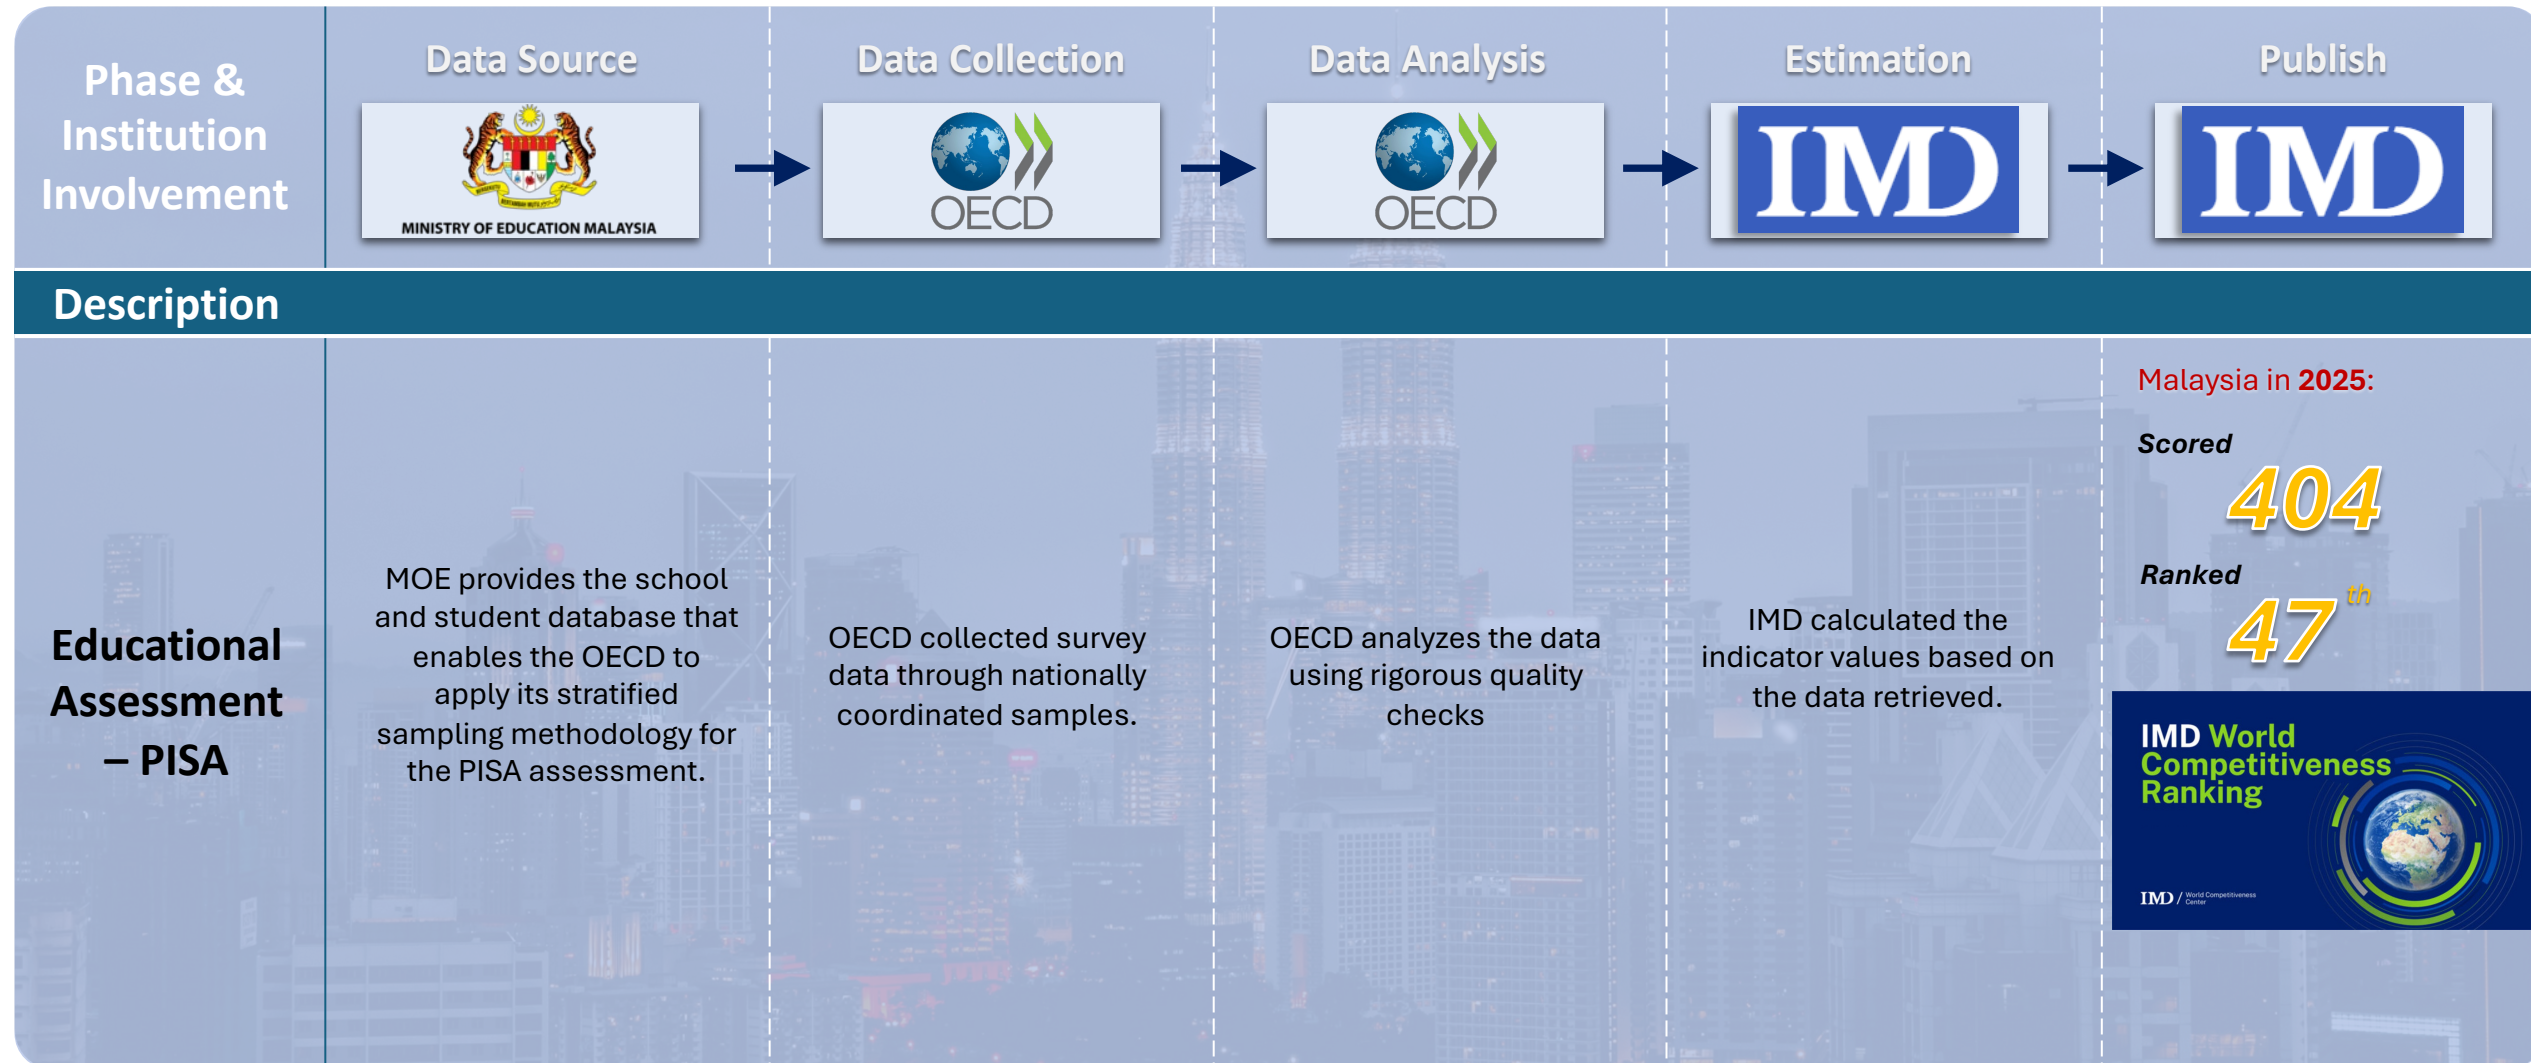 Phase &
Institution
Involvement
Data Source
MINISTRY OF EDUCATION MALAYSIA
Data Collection
OECD
Data Analysis
OECD
Estimation
IMD
Publish
IMD
Description
Educational
Assessment
– PISA
MOE provides the school
and student database that
enables the OECD to
apply its stratified
sampling methodology for
the PISA assessment.
OECD collected survey
data through nationally
coordinated samples.
OECD analyzes the data
using rigorous quality
checks
IMD calculated the
indicator values based on
the data retrieved.
Malaysia in 2025:
Scored
404
Ranked
47th
IMD World
Competitiveness
Ranking
IMD / World Competitiveness
Center